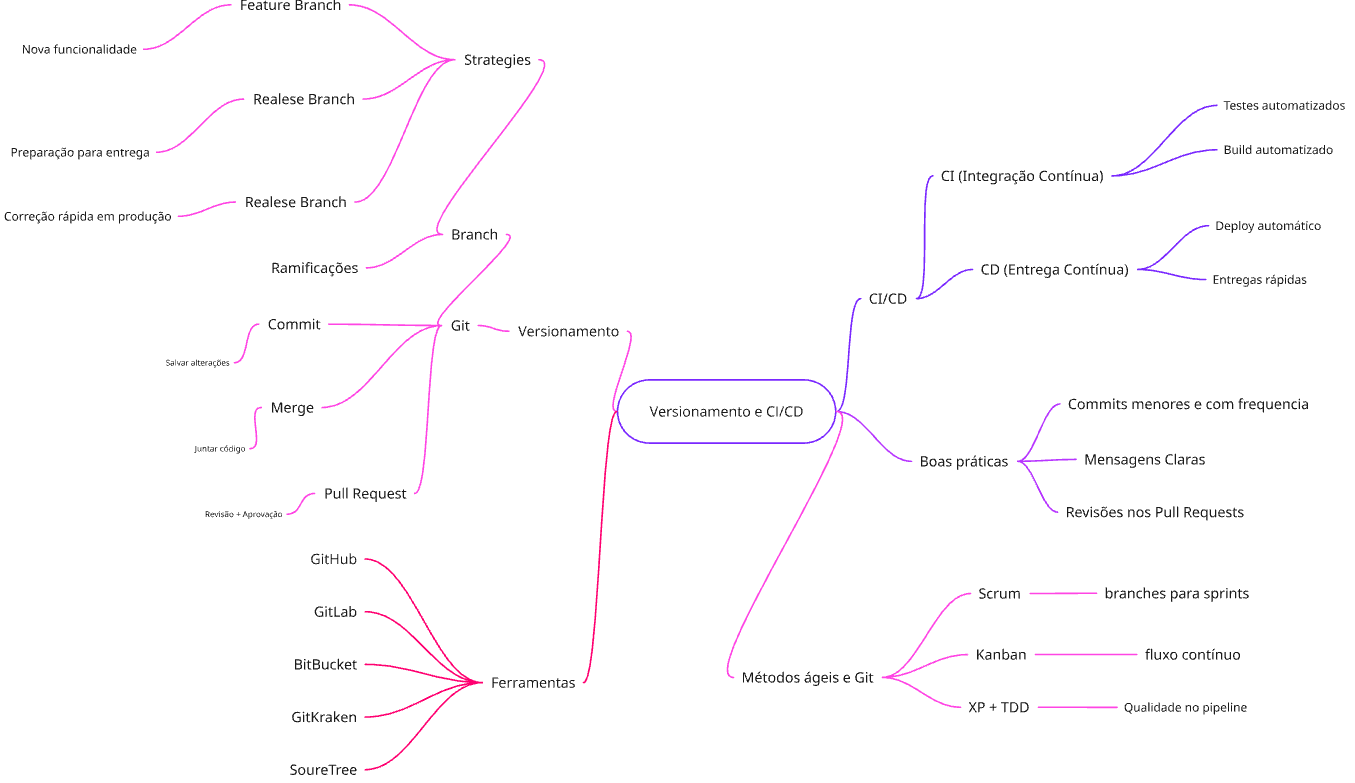 Feature Branch
Nova funcionalidade
Strategies
Realese Branch
Preparação para entrega
Realese Branch
Correção rápida em produção
Branch
Ramificações
Commit
Git
Versionamento
Salvar alterações
Merge
Juntar código
Pull Request
Revisão + Aprovação
GitHub
GitLab
BitBucket
GitKraken
SoureTree
Ferramentas
Versionamento e CI/CD
Testes automatizados
Build automatizado
CI (Integração Contínua)
Deploy automático
CD (Entrega Contínua)
Entregas rápidas
CI/CD
Commits menores e com frequencia
Boas práticas
Mensagens Claras
Revisões nos Pull Requests
Scrum
branches para sprints
Kanban
fluxo contínuo
Métodos ágeis e Git
XP + TDD
Qualidade no pipeline